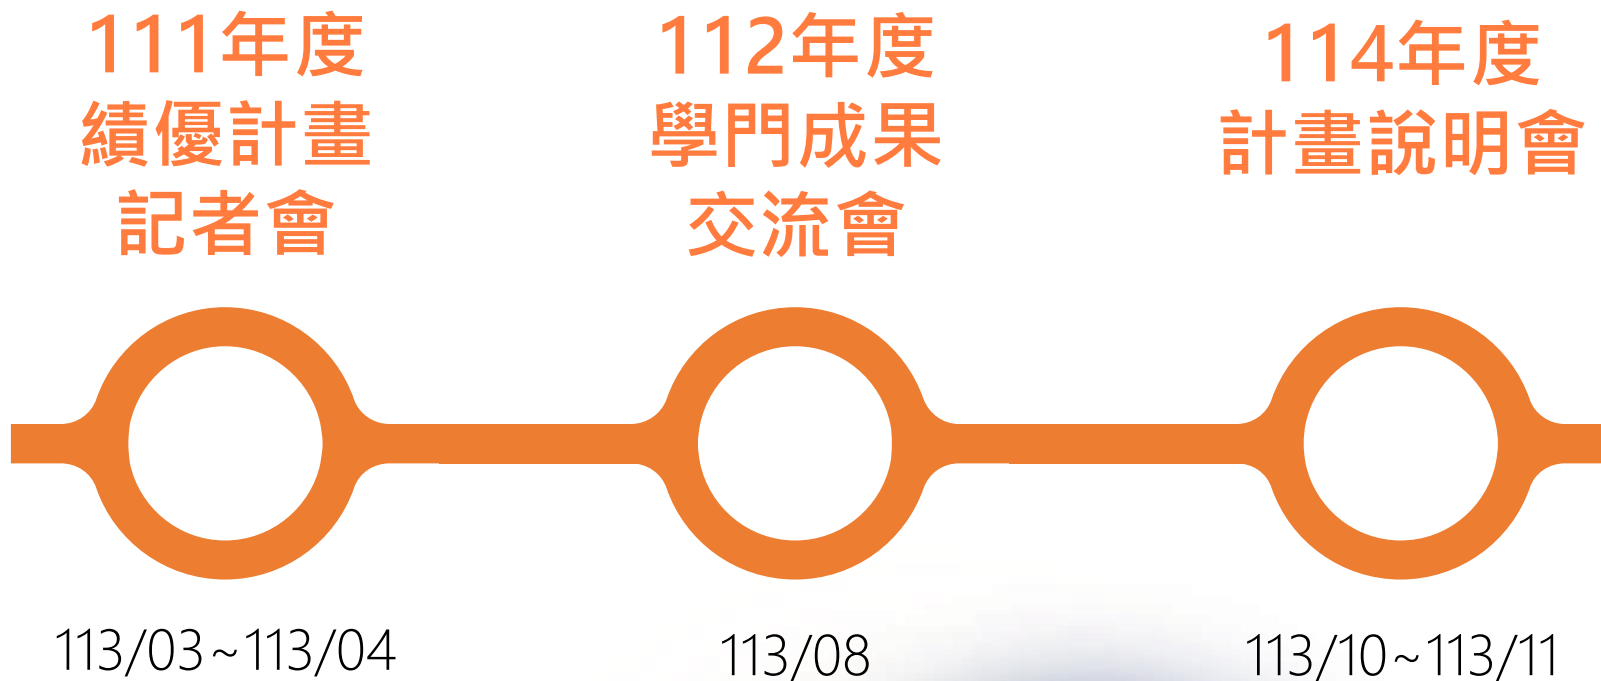 111年度
績優計畫
記者會
112年度
學門成果
交流會
114年度
計畫說明會
113/03~113/04
113/08
113/10~113/11